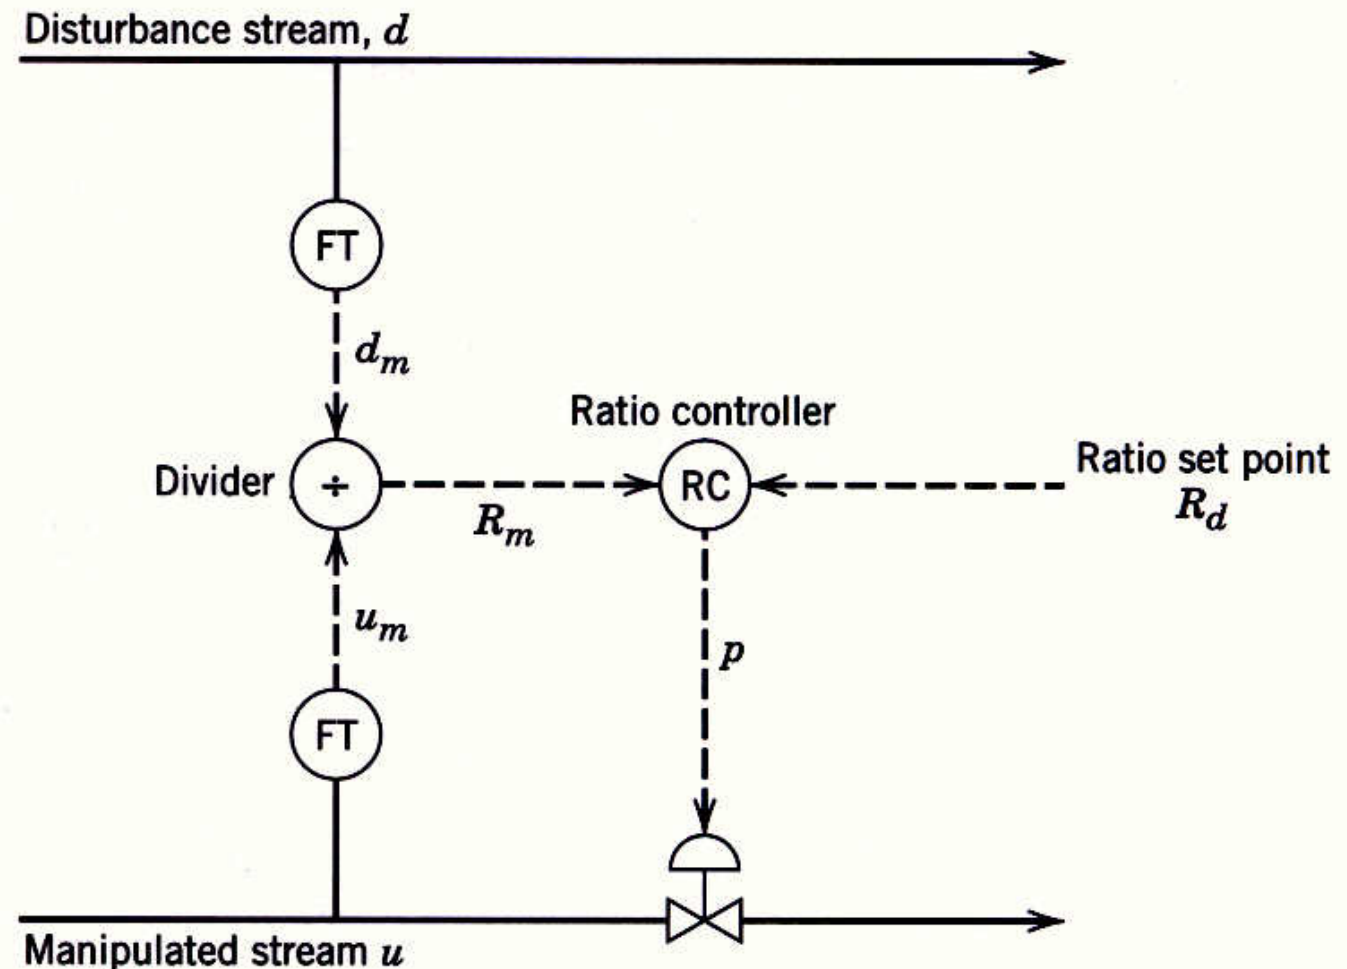 Disturbance stream, d
FT
d_m
Ratio controller
Divider
÷
R_m
RC
Ratio set point
R_d
u_m
p
FT
Manipulated stream u